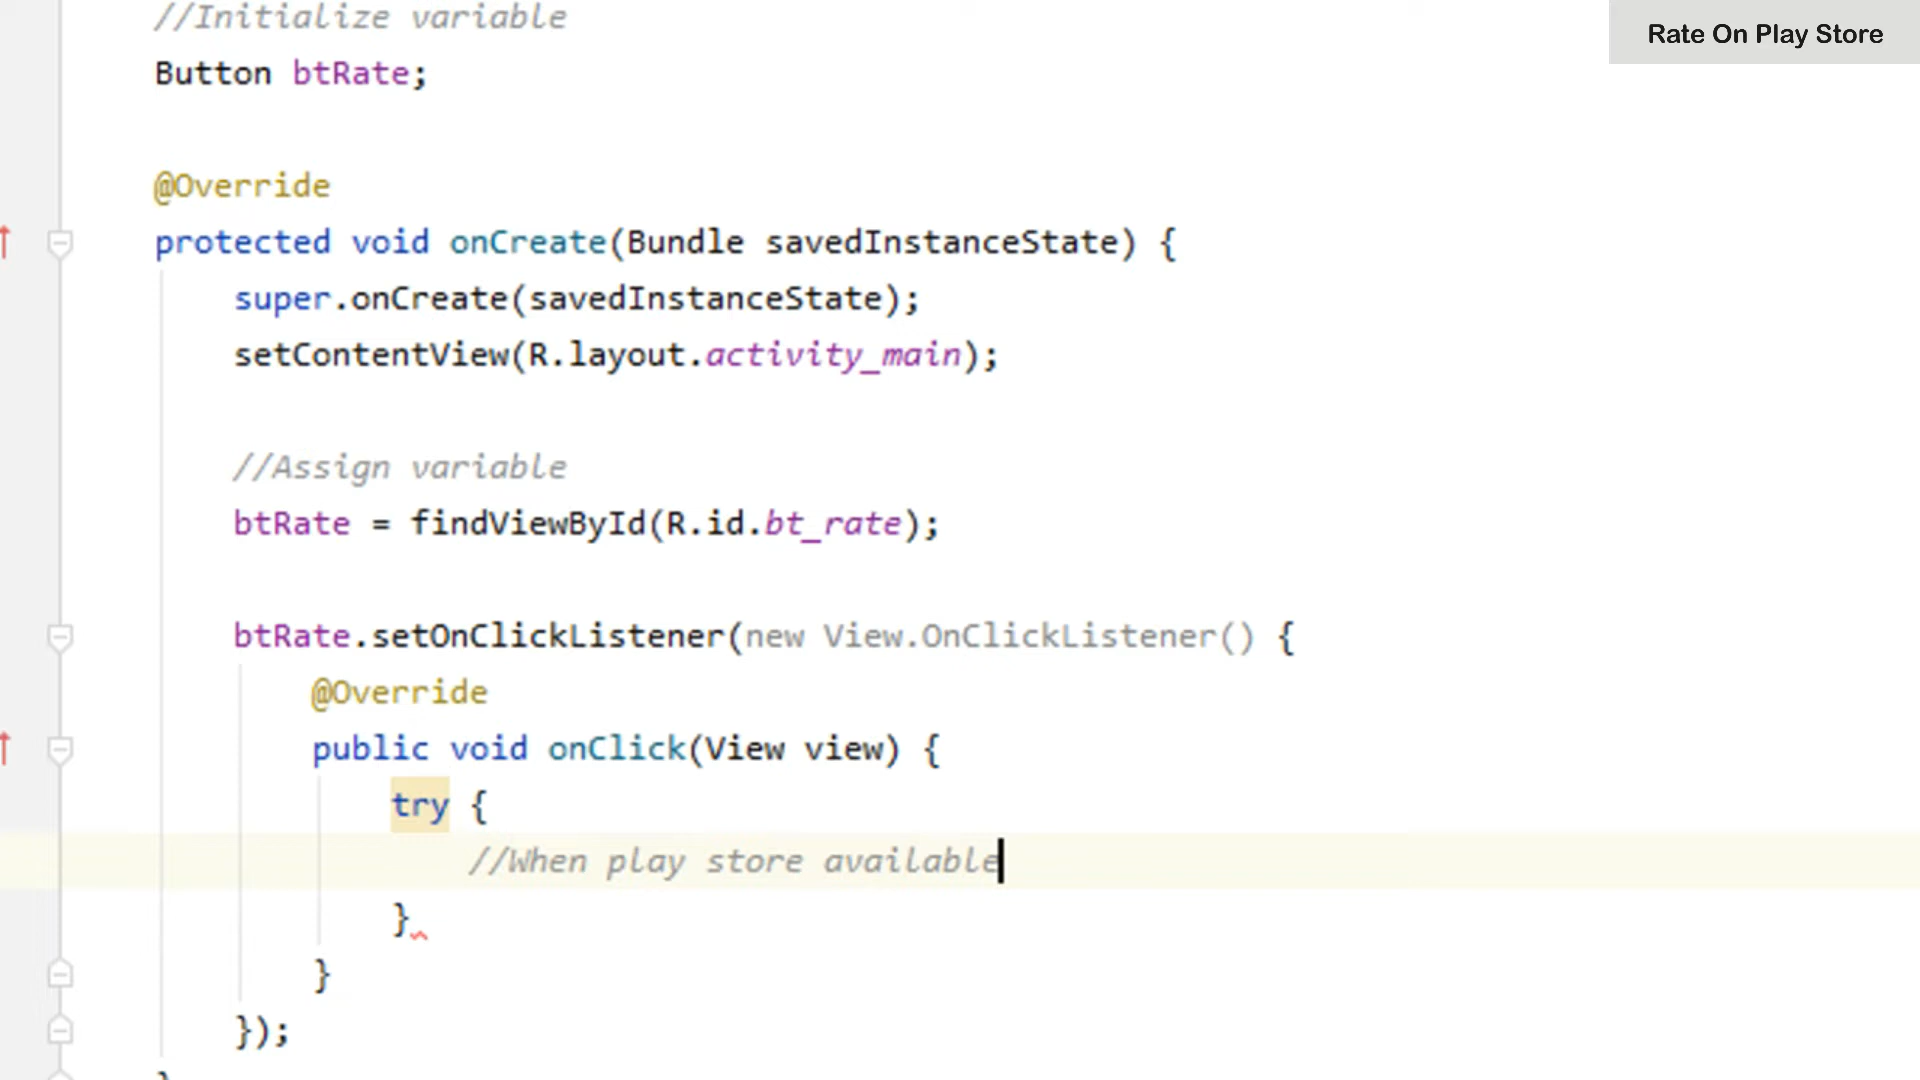 //Initialize variable
Rate On Play Store
Button btRate;
@Override
protected void onCreate(Bundle savedInstanceState) {
super.onCreate(savedInstanceState);
setContentView(R.layout.activity_main);
//Assign variable
btRate = findViewById(R.id.bt_rate);
btRate.setOnClickListener(new View.OnClickListener() {
@Override
public void onClick(View view) {
try {
//When play store available
}
}
});
}